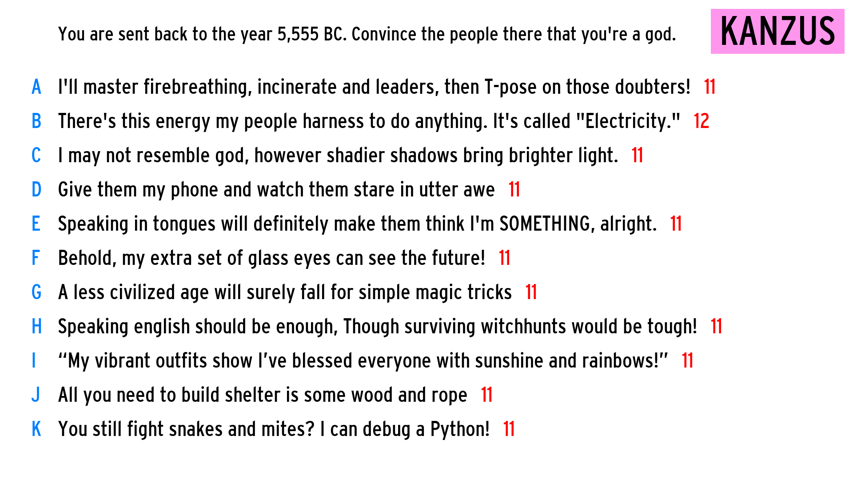 You are sent back to the year 5,555 BC. Convince the people there that you're a god.
KANZUS
A I'll master firebreathing, incinerate and leaders, then T-pose on those doubters! 11
B There's this energy my people harness to do anything. It's called "Electricity." 12
C I may not resemble god, however shadier shadows bring brighter light. 11
D Give them my phone and watch them stare in utter awe 11
E Speaking in tongues will definitely make them think I'm SOMETHING, alright. 11
F Behold, my extra set of glass eyes can see the future! 11
G A less civilized age will surely fall for simple magic tricks 11
H Speaking english should be enough, Though surviving witchhunts would be tough! 11
I “My vibrant outfits show I’ve blessed everyone with sunshine and rainbows!” 11
J All you need to build shelter is some wood and rope 11
K You still fight snakes and mites? I can debug a Python! 11